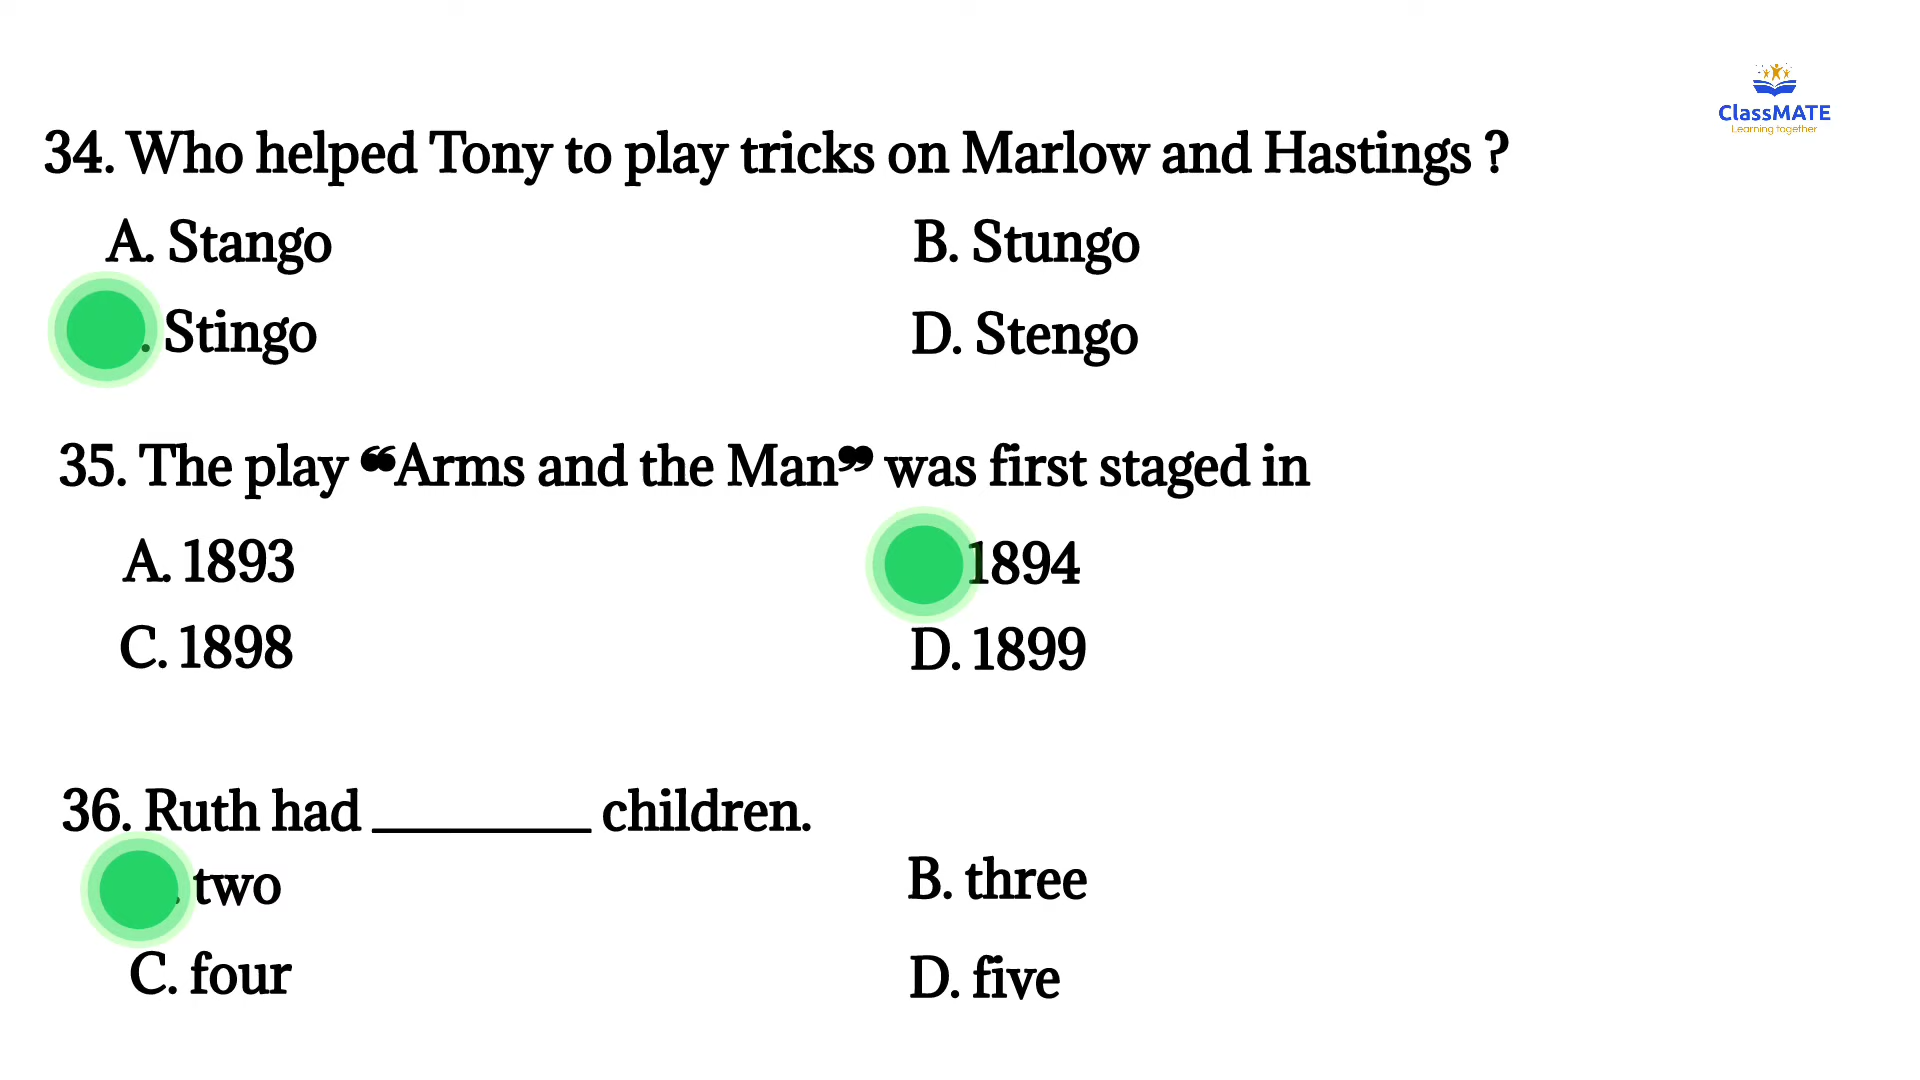 ClassMATE
Learning together
34. Who helped Tony to play tricks on Marlow and Hastings ?
A. Stango
B. Stungo
. Stingo
D. Stengo
35. The play “Arms and the Man” was first staged in
A. 1893
1894
C. 1898
D. 1899
36. Ruth had ________ children.
. two
B. three
C. four
D. five